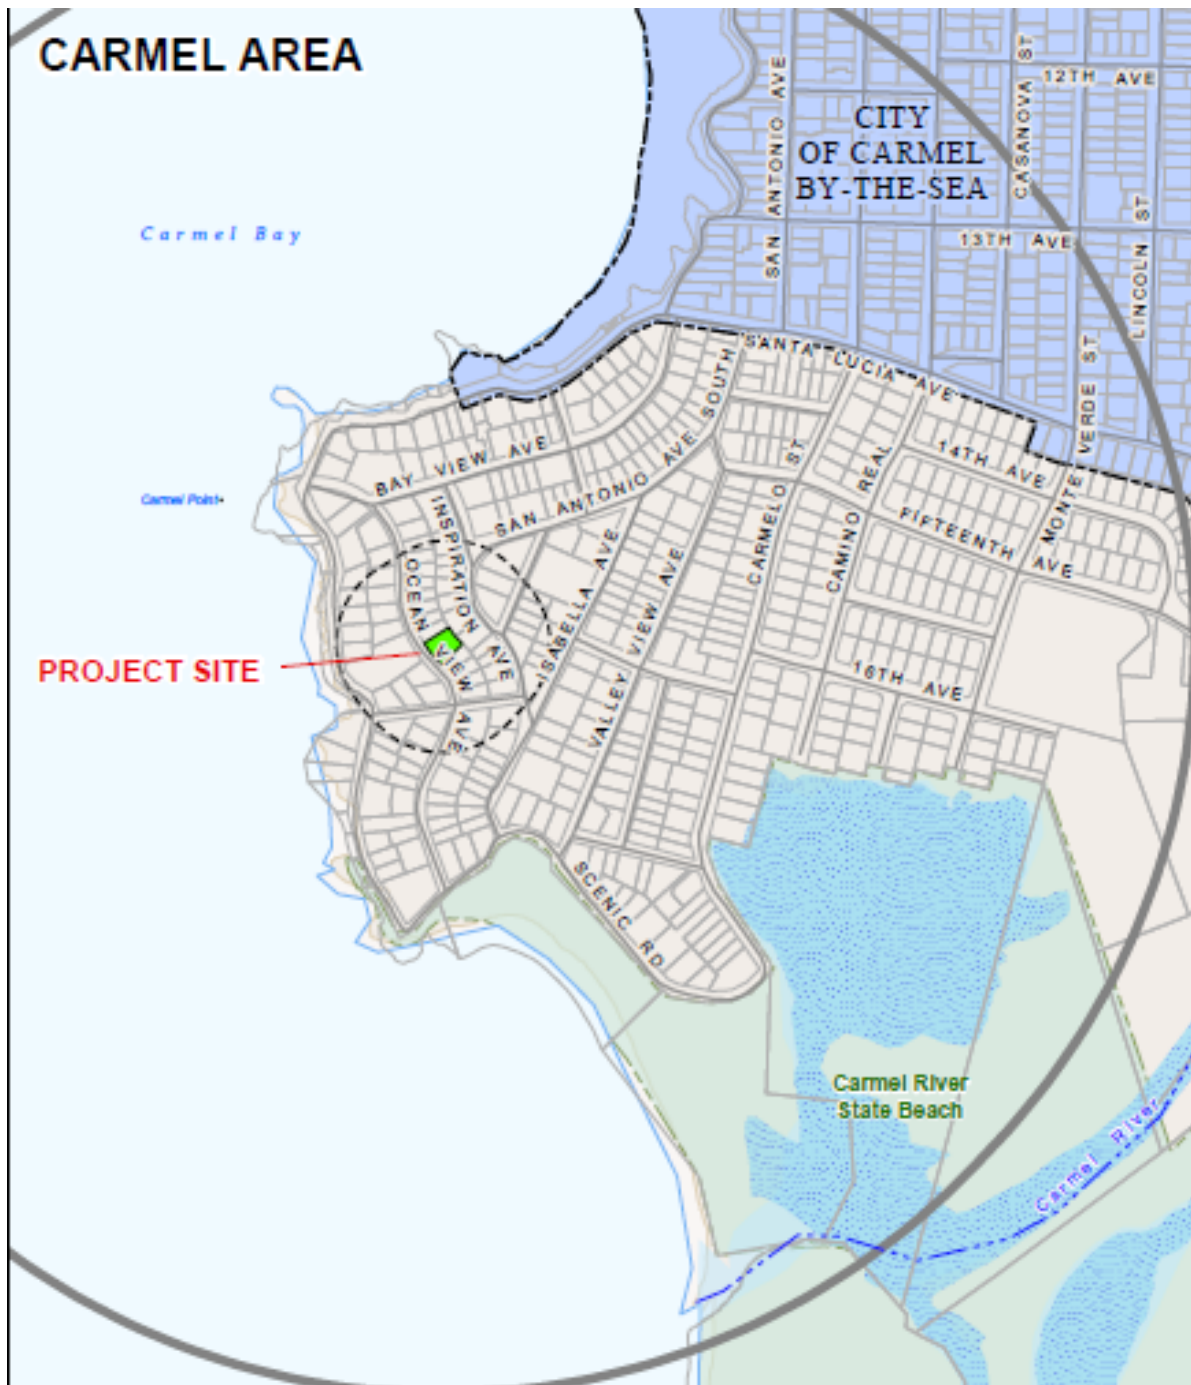 CARMEL AREA
12TH AVE
CASANOVA ST
SAN ANTONIO AVE
CITY
OF CARMEL
BY-THE-SEA
LINCOLN ST
13TH AVE
Carmel Bay
SANTA LUCIA AVE
VERDE ST
MONTE
SOUTH
SAN ANTONIO AVE
BAY VIEW AVE
14TH AVE
CARMELO ST
CAMINO REAL
Carmel Point
FIFTEENTH AVE
INSPIRATION AVE
OCEAN VIEW AVE
ISABELLA AVE
VALLEY VIEW AVE
PROJECT SITE
16TH AVE
SCENIC RD
Carmel River
State Beach
Carmel River